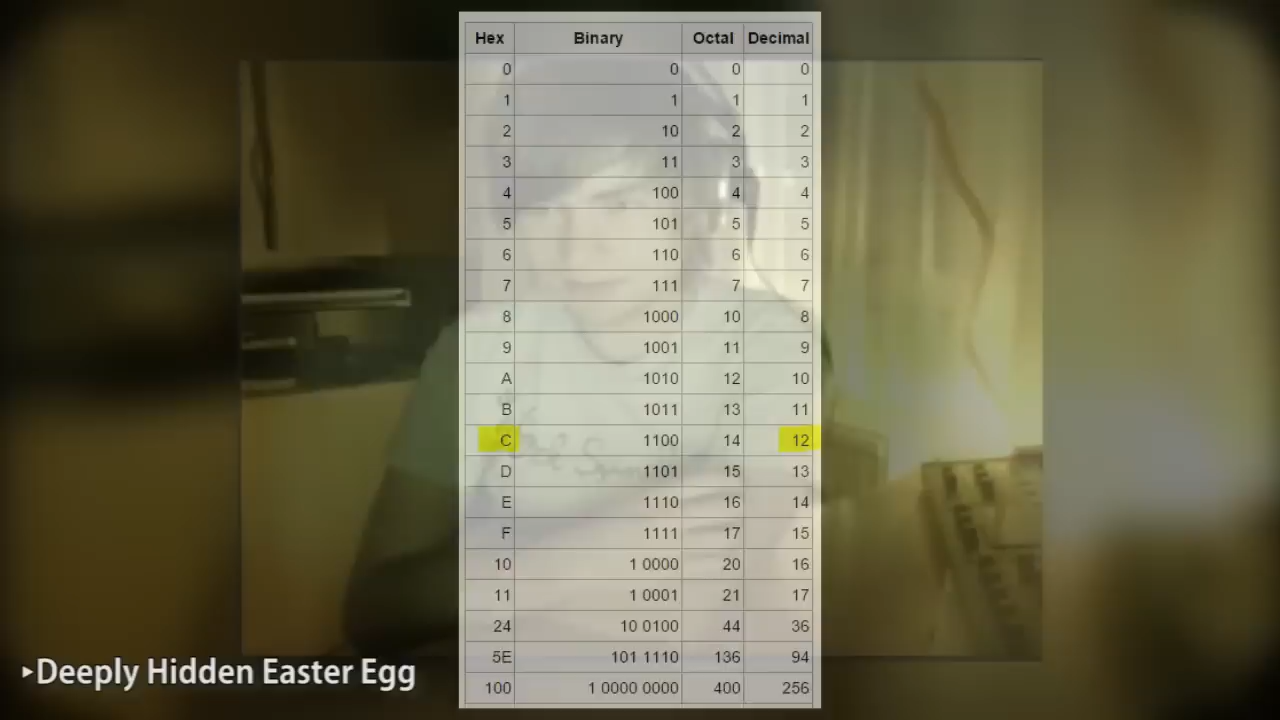 Hex Binary Octal Decimal
0 0 0 0
1 1 1 1
2 10 2 2
3 11 3 3
4 100 4 4
5 101 5 5
6 110 6 6
7 111 7 7
8 1000 10 8
9 1001 11 9
A 1010 12 10
B 1011 13 11
C 1100 14 12
D 1101 15 13
E 1110 16 14
F 1111 17 15
10 1 0000 20 16
11 1 0001 21 17
24 10 0100 44 36
5E 101 1110 136 94
100 1 0000 0000 400 256
▸Deeply Hidden Easter Egg